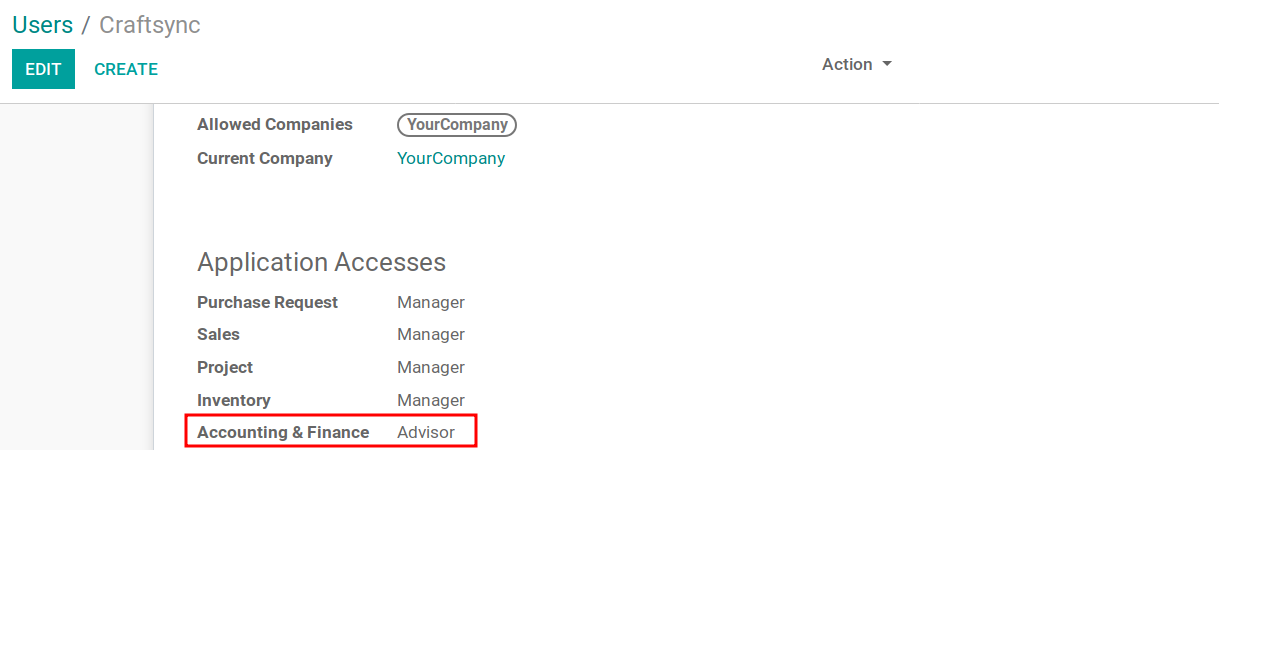 Users / Craftsync
EDIT CREATE Action
Allowed Companies YourCompany
Current Company YourCompany
Application Accesses
Purchase Request Manager
Sales Manager
Project Manager
Inventory Manager
Accounting & Finance Advisor